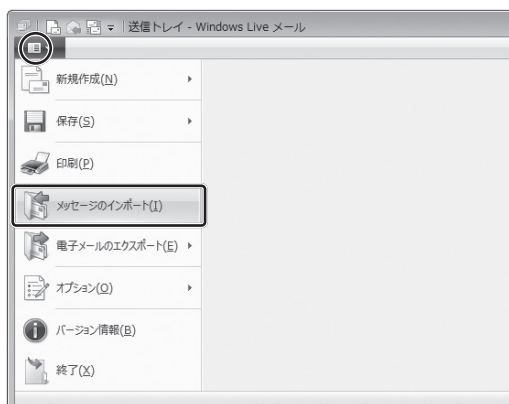 送信トレイ - Windows Live メール
新規作成(N)
保存(S)
印刷(P)
メッセージのインポート(I)
電子メールのエクスポート(E)
オプション(O)
バージョン情報(B)
終了(X)